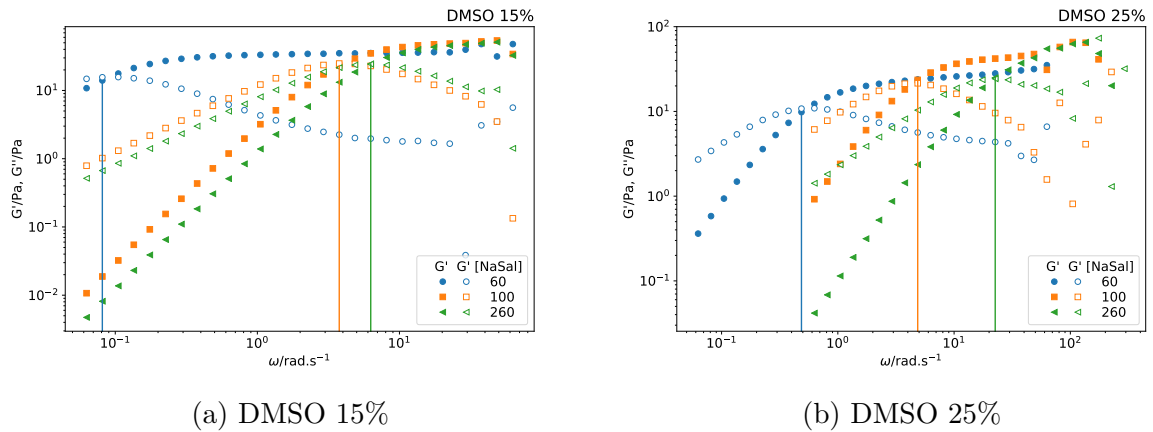 DMSO 15%
G'/Pa, G''/Pa
10¹
10⁰
10⁻¹
10⁻²
10⁻¹ 10⁰ 10¹
ω/rad.s⁻¹
G' G' [NaSal]
60
100
260
(a) DMSO 15%
DMSO 25%
G'/Pa, G''/Pa
10²
10¹
10⁰
10⁻¹
10⁻¹ 10⁰ 10¹ 10²
ω/rad.s⁻¹
G' G' [NaSal]
60
100
260
(b) DMSO 25%